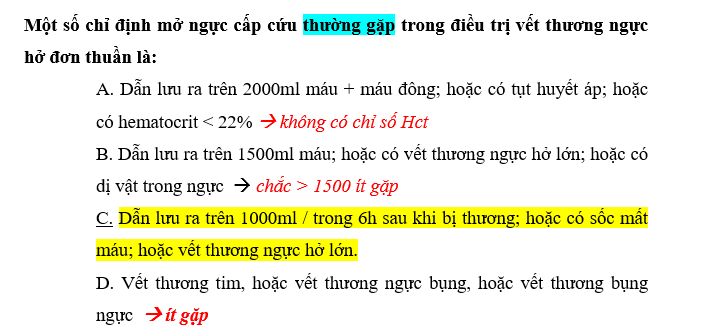 Một số chỉ định mở ngực cấp cứu thường gặp trong điều trị vết thương ngực
hở đơn thuần là:
A. Dẫn lưu ra trên 2000ml máu + máu đông; hoặc có tụt huyết áp; hoặc
có hematocrit < 22% → không có chỉ số Hct
B. Dẫn lưu ra trên 1500ml máu; hoặc có vết thương ngực hở lớn; hoặc có
dị vật trong ngực → chắc > 1500 ít gặp
C. Dẫn lưu ra trên 1000ml / trong 6h sau khi bị thương; hoặc có sốc mất
máu; hoặc vết thương ngực hở lớn.
D. Vết thương tim, hoặc vết thương ngực bụng, hoặc vết thương bụng
ngực → ít gặp